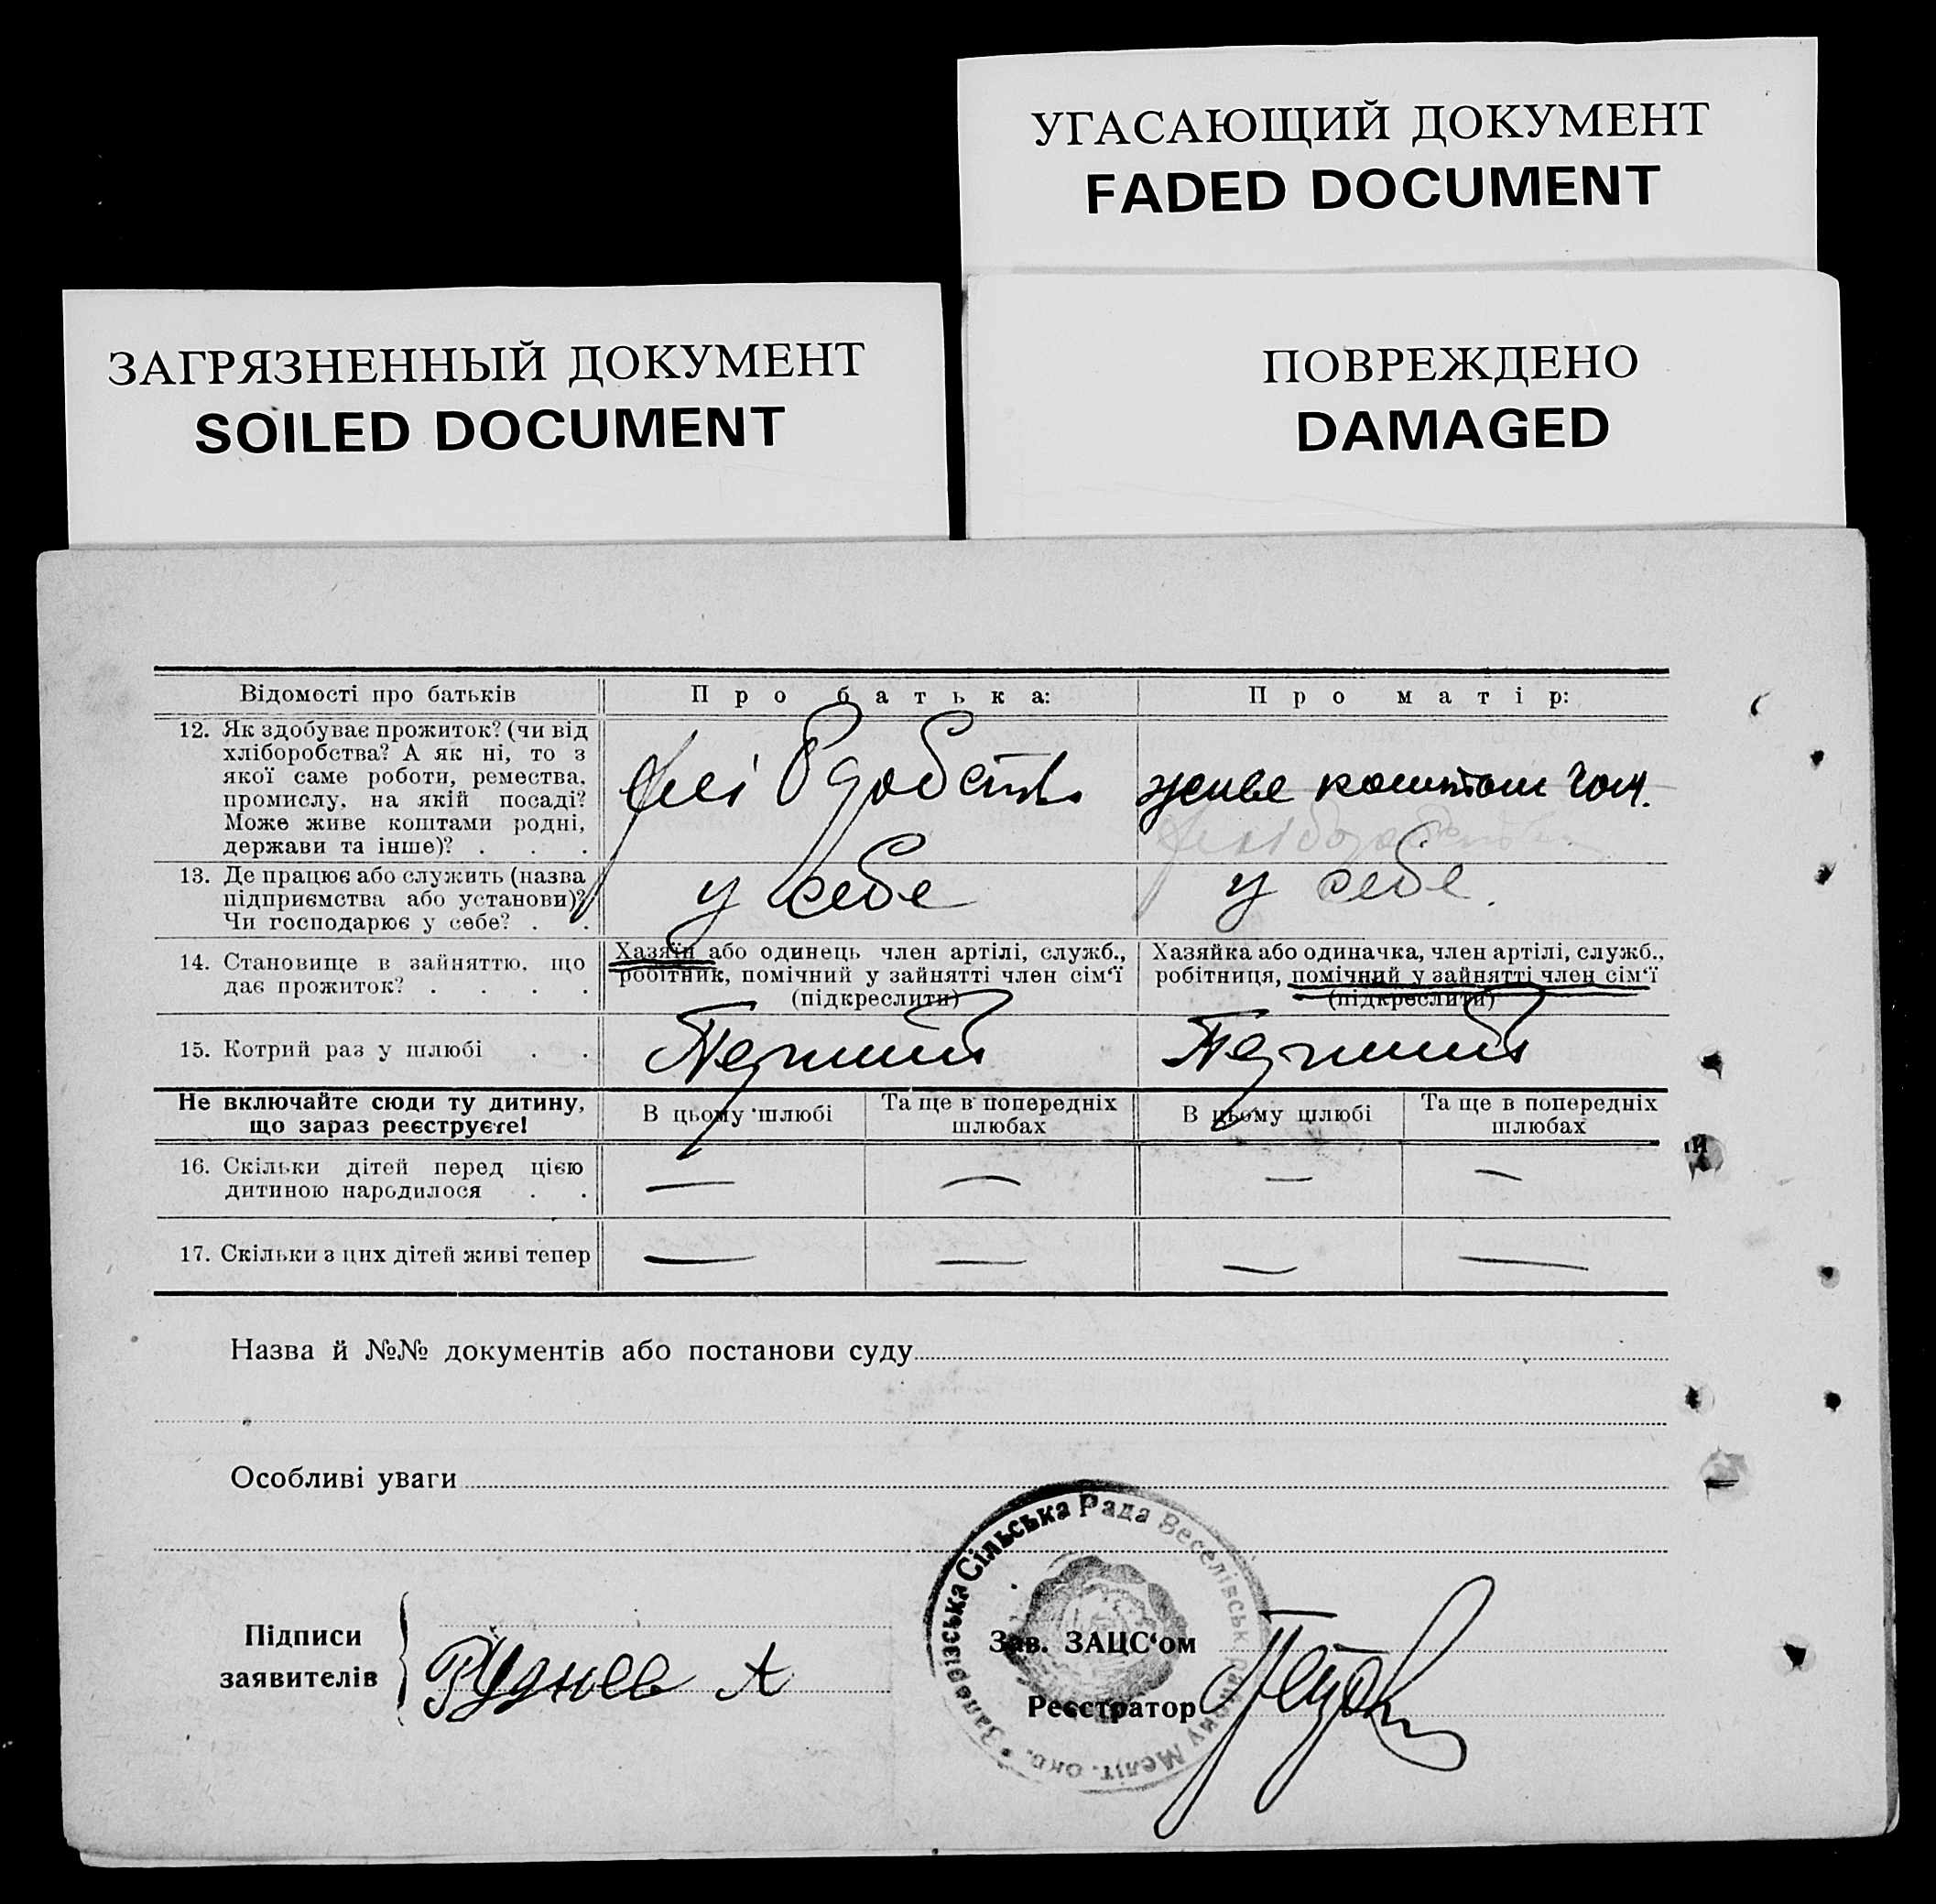 УГАСАЮЩИЙ ДОКУМЕНТ
FADED DOCUMENT
ЗАГРЯЗНЕННЫЙ ДОКУМЕНТ
SOILED DOCUMENT
ПОВРЕЖДЕНО
DAMAGED
Відомості про батьків
Про батька:
Про матір:
12. Як здобуває прожиток? (чи від
хліборобства? А як ні, то з
якої саме роботи, ремества,
промислу, на якій посаді?
Може живе коштами родні,
держави та інше)? . . .
живе коштом чол.
13. Де працює або служить (назва
підприємства або установи)?
Чи господарює у себе? . .
у себе
у себе.
14. Становище в зайняттю, що
дає прожиток? . . . .
Хазяїн або одинець член артілі, служб.,
робітник, помічний у зайнятті член сім'ї
(підкреслити)
Хазяйка або одиначка, член артілі, служб.,
робітниця, помічний у зайнятті член сім'ї
(підкреслити)
15. Котрий раз у шлюбі . .
Перший
Перший
Не включайте сюди ту дитину,
що зараз реєструєте!
В цьому шлюбі
Та ще в попередніх
шлюбах
В цьому шлюбі
Та ще в попередніх
шлюбах
16. Скільки дітей перед цією
дитиною народилося . .
— — — —
17. Скільки з цих дітей живі тепер
— — — —
Назва й №№ документів або постанови суду
Особливі уваги
Запорізська Сільська Рада Веселівськ. району Меліт. окр.
Підписи
заявителів
Руднев А
Зав. ЗАЦС'ом
Реєстратор